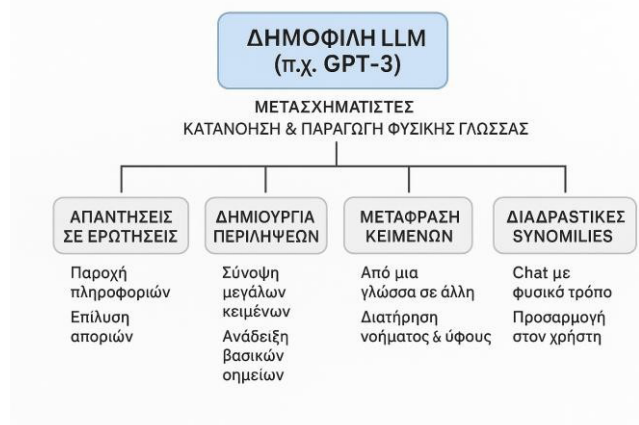 ΔΗΜΟΦΙΛΗ LLM
(π.χ. GPT-3)
ΜΕΤΑΣΧΗΜΑΤΙΣΤΕΣ
ΚΑΤΑΝΟΗΣΗ & ΠΑΡΑΓΩΓΗ ΦΥΣΙΚΗΣ ΓΛΩΣΣΑΣ
ΑΠΑΝΤΗΣΕΙΣ
ΣΕ ΕΡΩΤΗΣΕΙΣ
Παροχή
πληροφοριών
Επίλυση
αποριών
ΔΗΜΙΟΥΡΓΙΑ
ΠΕΡΙΛΗΨΕΩΝ
Σύνοψη
μεγάλων
κειμένων
Ανάδειξη
βασικών
οημείων
ΜΕΤΑΦΡΑΣΗ
ΚΕΙΜΕΝΩΝ
Από μια
γλώσσα σε άλλη
Διατήρηση
νοήματος & ύφους
ΔΙΑΔΡΑSΤΙΚΕΣ
SYNOMILIES
Chat με
φυσικό τρόπο
Προσαρμογή
στον χρήστη